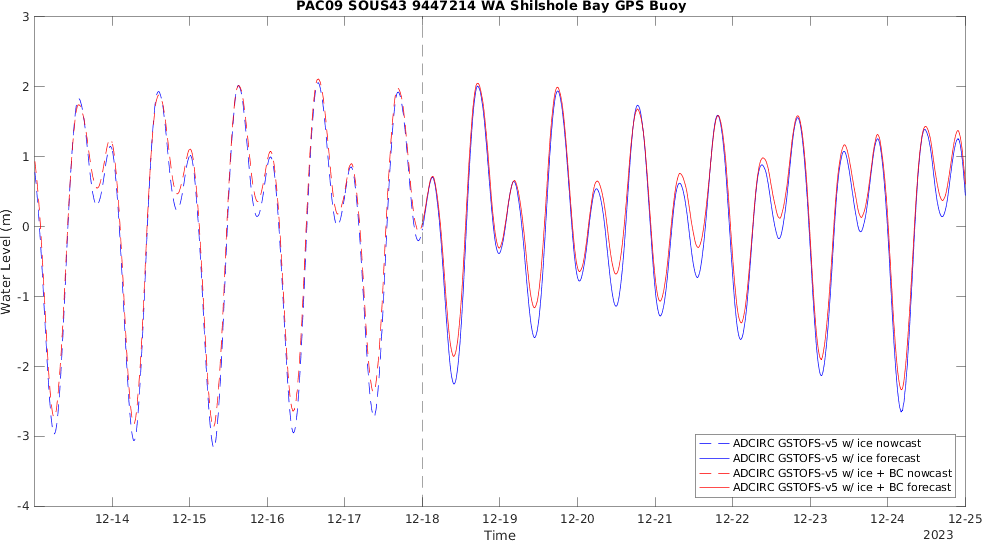 PAC09 SOUS43 9447214 WA Shilshole Bay GPS Buoy
3
2
1
0
-1
-2
-3
-4
Water Level (m)
ADCIRC GSTOFS-v5 w/ ice nowcast
ADCIRC GSTOFS-v5 w/ ice forecast
ADCIRC GSTOFS-v5 w/ ice + BC nowcast
ADCIRC GSTOFS-v5 w/ ice + BC forecast
12-14 12-15 12-16 12-17 12-18 12-19 12-20 12-21 12-22 12-23 12-24 12-25
Time
2023